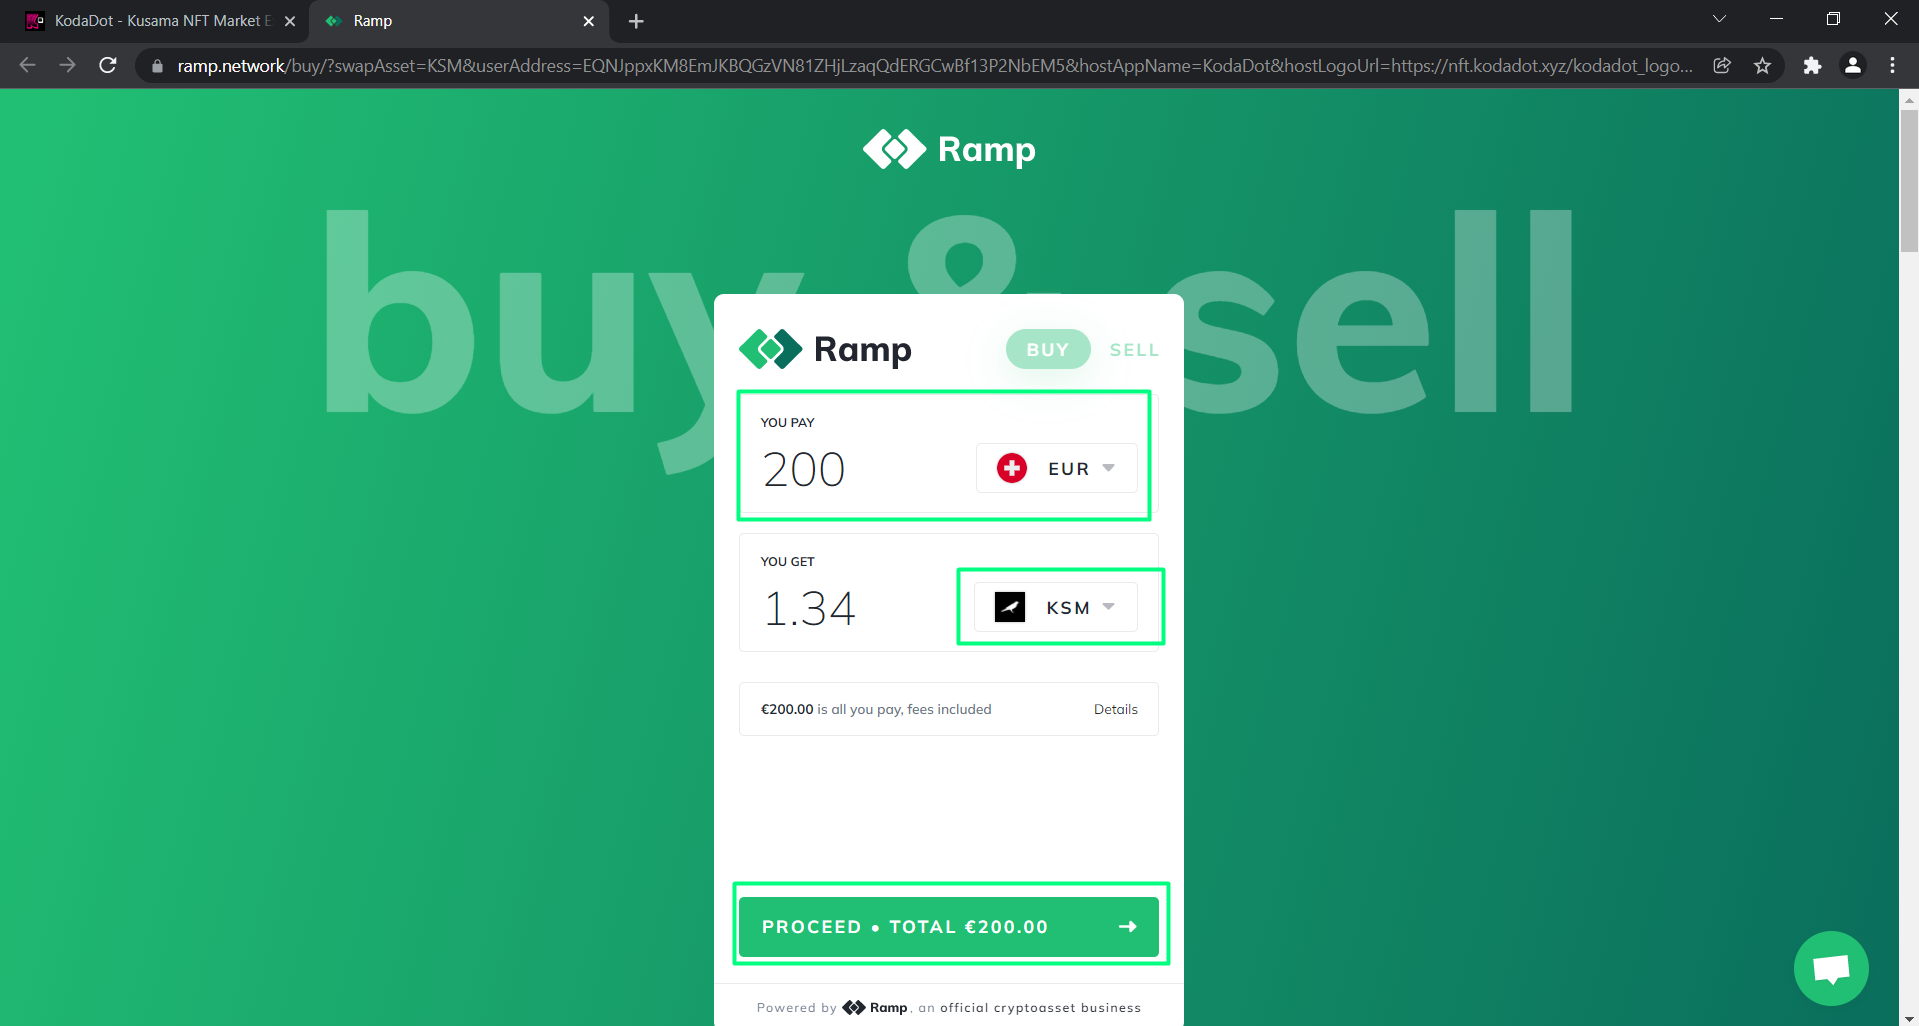 KodaDot - Kusama NFT Market E
Ramp
ramp.network/buy/?swapAsset=KSM&userAddress=EQNJppxKM8EmJKBQGzVN81ZHjLzaqQdERGCwBf13P2NbEM5&hostAppName=KodaDot&hostLogoUrl=https://nft.kodadot.xyz/kodadot_logo...
Ramp
buy & sell
Ramp BUY SELL
YOU PAY
200 EUR
YOU GET
1.34 KSM
€200.00 is all you pay, fees included Details
PROCEED • TOTAL €200.00 →
Powered by Ramp, an official cryptoasset business